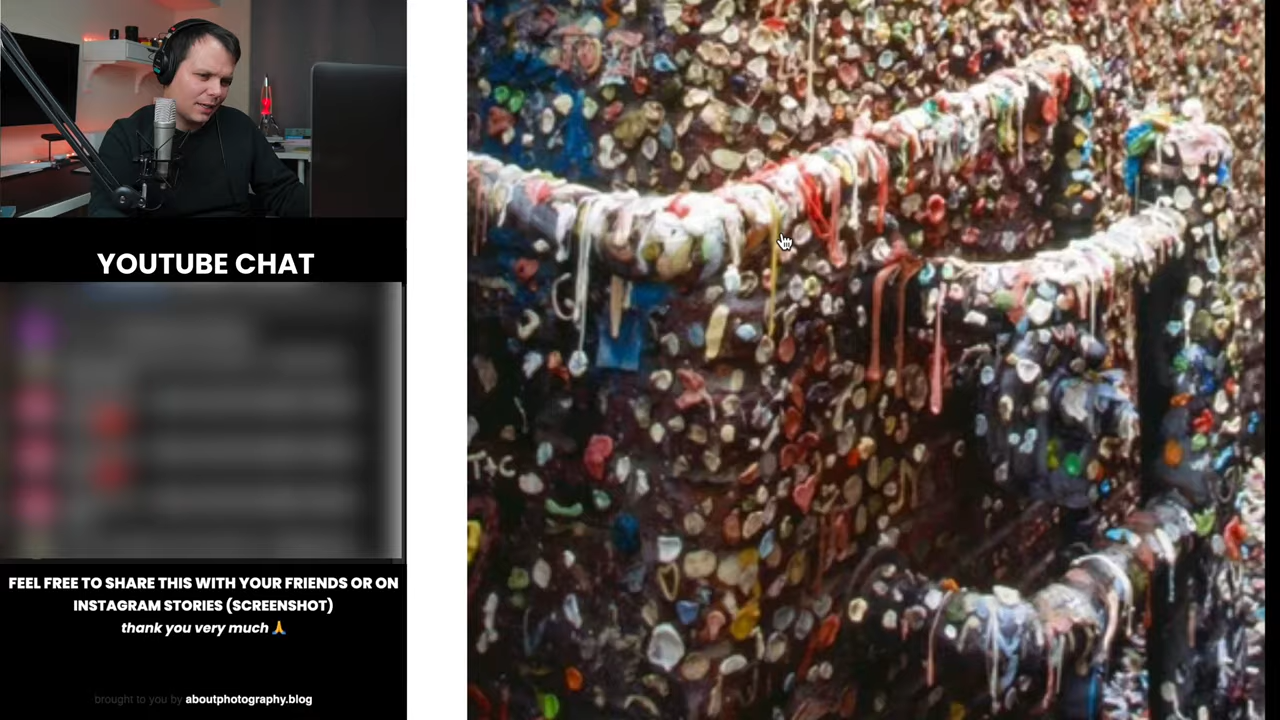 YOUTUBE CHAT
T+C
FEEL FREE TO SHARE THIS WITH YOUR FRIENDS OR ON
INSTAGRAM STORIES (SCREENSHOT)
thank you very much 🙏
brought to you by aboutphotography.blog